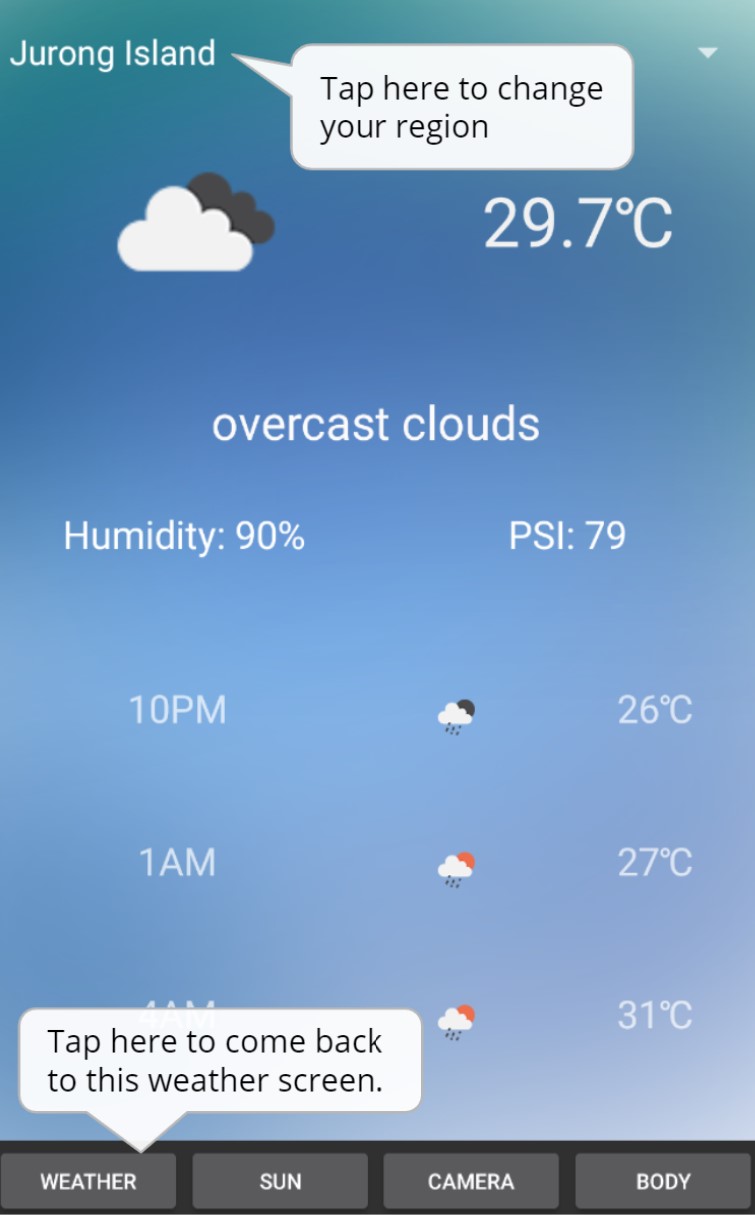 Jurong Island
Tap here to change
your region
29.7℃
overcast clouds
Humidity: 90%
PSI: 79
10PM
26℃
1AM
27℃
4AM
31℃
Tap here to come back
to this weather screen.
WEATHER
SUN
CAMERA
BODY